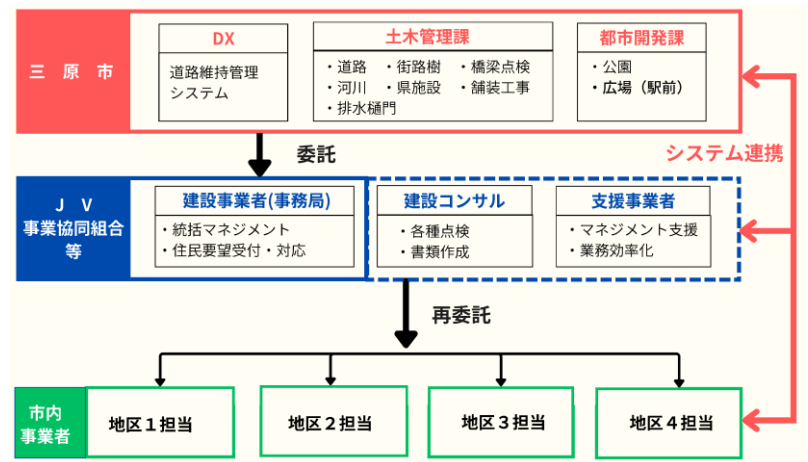 三原市
DX
道路維持管理
システム
土木管理課
・道路 ・街路樹 ・橋梁点検
・河川 ・県施設 ・舗装工事
・排水樋門
都市開発課
・公園
・広場（駅前）
委託
システム連携
JV
事業協同組合
等
建設事業者(事務局)
・統括マネジメント
・住民要望受付・対応
建設コンサル
・各種点検
・書類作成
支援事業者
・マネジメント支援
・業務効率化
再委託
市内
事業者
地区１担当
地区２担当
地区３担当
地区４担当